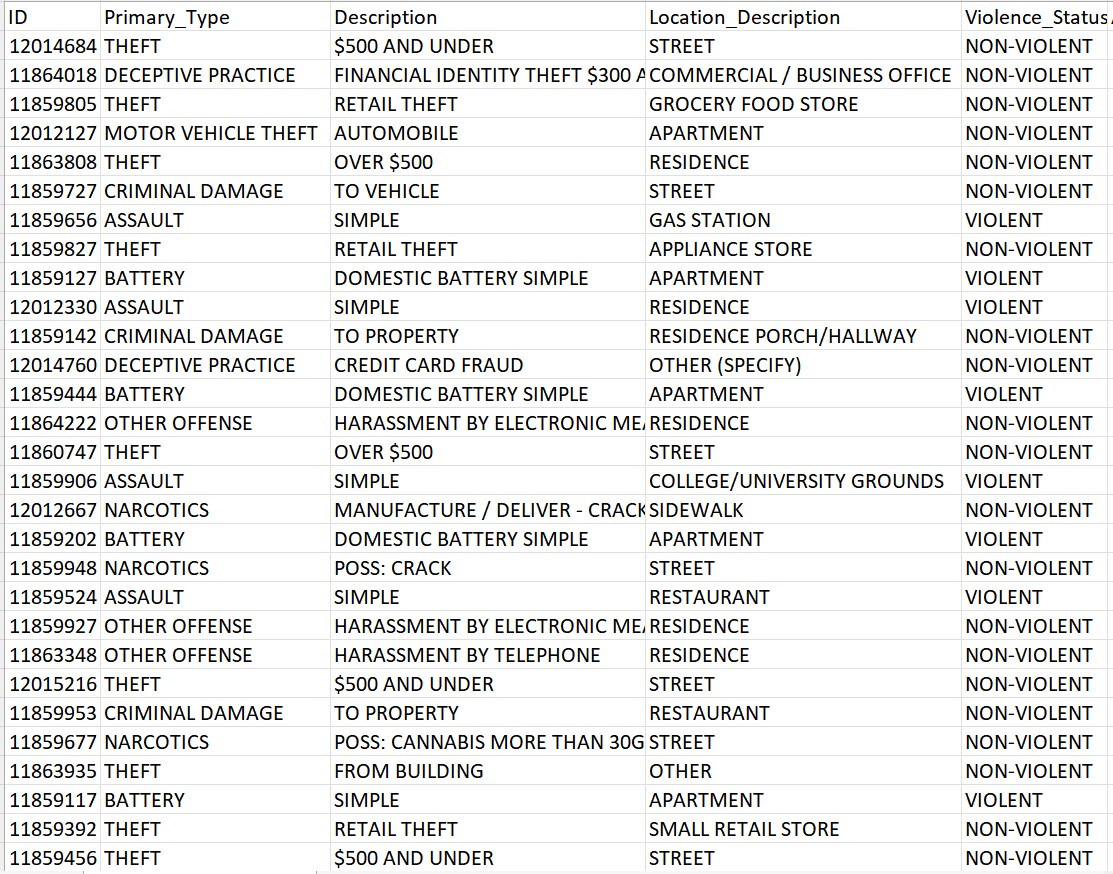 ID Primary_Type Description Location_Description Violence_Status
12014684 THEFT $500 AND UNDER STREET NON-VIOLENT
11864018 DECEPTIVE PRACTICE FINANCIAL IDENTITY THEFT $300 A COMMERCIAL / BUSINESS OFFICE NON-VIOLENT
11859805 THEFT RETAIL THEFT GROCERY FOOD STORE NON-VIOLENT
12012127 MOTOR VEHICLE THEFT AUTOMOBILE APARTMENT NON-VIOLENT
11863808 THEFT OVER $500 RESIDENCE NON-VIOLENT
11859727 CRIMINAL DAMAGE TO VEHICLE STREET NON-VIOLENT
11859656 ASSAULT SIMPLE GAS STATION VIOLENT
11859827 THEFT RETAIL THEFT APPLIANCE STORE NON-VIOLENT
11859127 BATTERY DOMESTIC BATTERY SIMPLE APARTMENT VIOLENT
12012330 ASSAULT SIMPLE RESIDENCE VIOLENT
11859142 CRIMINAL DAMAGE TO PROPERTY RESIDENCE PORCH/HALLWAY NON-VIOLENT
12014760 DECEPTIVE PRACTICE CREDIT CARD FRAUD OTHER (SPECIFY) NON-VIOLENT
11859444 BATTERY DOMESTIC BATTERY SIMPLE APARTMENT VIOLENT
11864222 OTHER OFFENSE HARASSMENT BY ELECTRONIC MEA RESIDENCE NON-VIOLENT
11860747 THEFT OVER $500 STREET NON-VIOLENT
11859906 ASSAULT SIMPLE COLLEGE/UNIVERSITY GROUNDS VIOLENT
12012667 NARCOTICS MANUFACTURE / DELIVER - CRACK SIDEWALK NON-VIOLENT
11859202 BATTERY DOMESTIC BATTERY SIMPLE APARTMENT VIOLENT
11859948 NARCOTICS POSS: CRACK STREET NON-VIOLENT
11859524 ASSAULT SIMPLE RESTAURANT VIOLENT
11859927 OTHER OFFENSE HARASSMENT BY ELECTRONIC MEA RESIDENCE NON-VIOLENT
11863348 OTHER OFFENSE HARASSMENT BY TELEPHONE RESIDENCE NON-VIOLENT
12015216 THEFT $500 AND UNDER STREET NON-VIOLENT
11859953 CRIMINAL DAMAGE TO PROPERTY RESTAURANT NON-VIOLENT
11859677 NARCOTICS POSS: CANNABIS MORE THAN 30G STREET NON-VIOLENT
11863935 THEFT FROM BUILDING OTHER NON-VIOLENT
11859117 BATTERY SIMPLE APARTMENT VIOLENT
11859392 THEFT RETAIL THEFT SMALL RETAIL STORE NON-VIOLENT
11859456 THEFT $500 AND UNDER STREET NON-VIOLENT